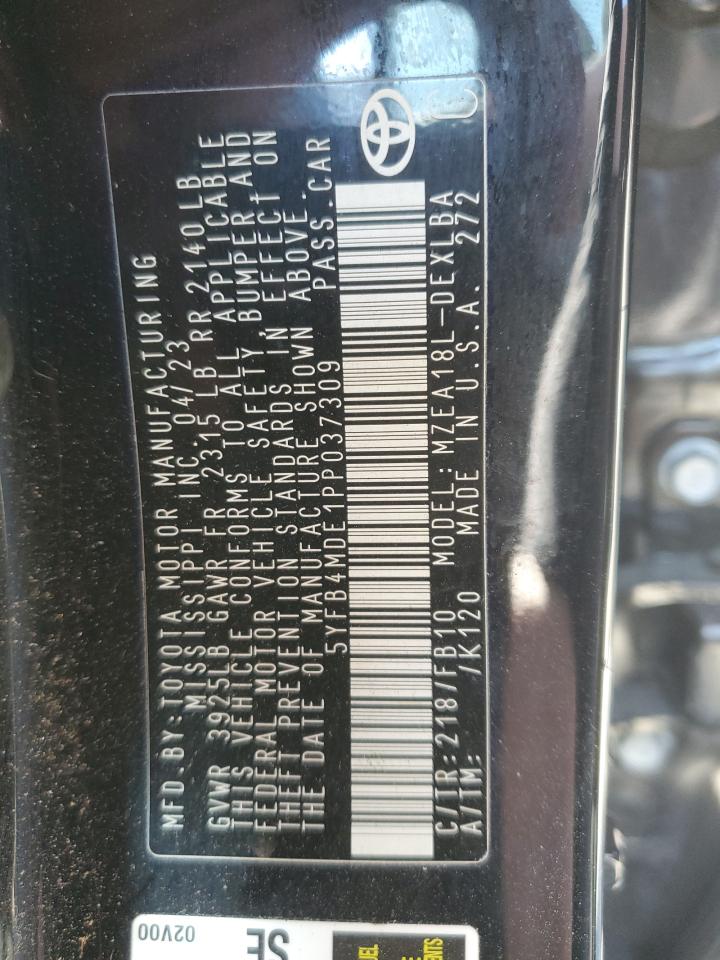 MFD.BY:TOYOTA MOTOR MANUFACTURING
MISSISSIPPI INC. 04/23
GVWR 3925LB GAWR FR 2315 LB RR 2140LB
THIS VEHICLE CONFORMS TO ALL APPLICABLE
FEDERAL MOTOR VEHICLE SAFETY BUMPER AND
THEFT PREVENTION STANDARDS IN EFFECT ON
THE DATE OF MANUFACTURE SHOWN ABOVE.
5YFB4MDE1PP037309 PASS.CAR
C/TR:218/FB10 MODEL:MZEA18L-DEXLBA
A/TM: /K120 MADE IN U.S.A. 272
C
02V00
SE